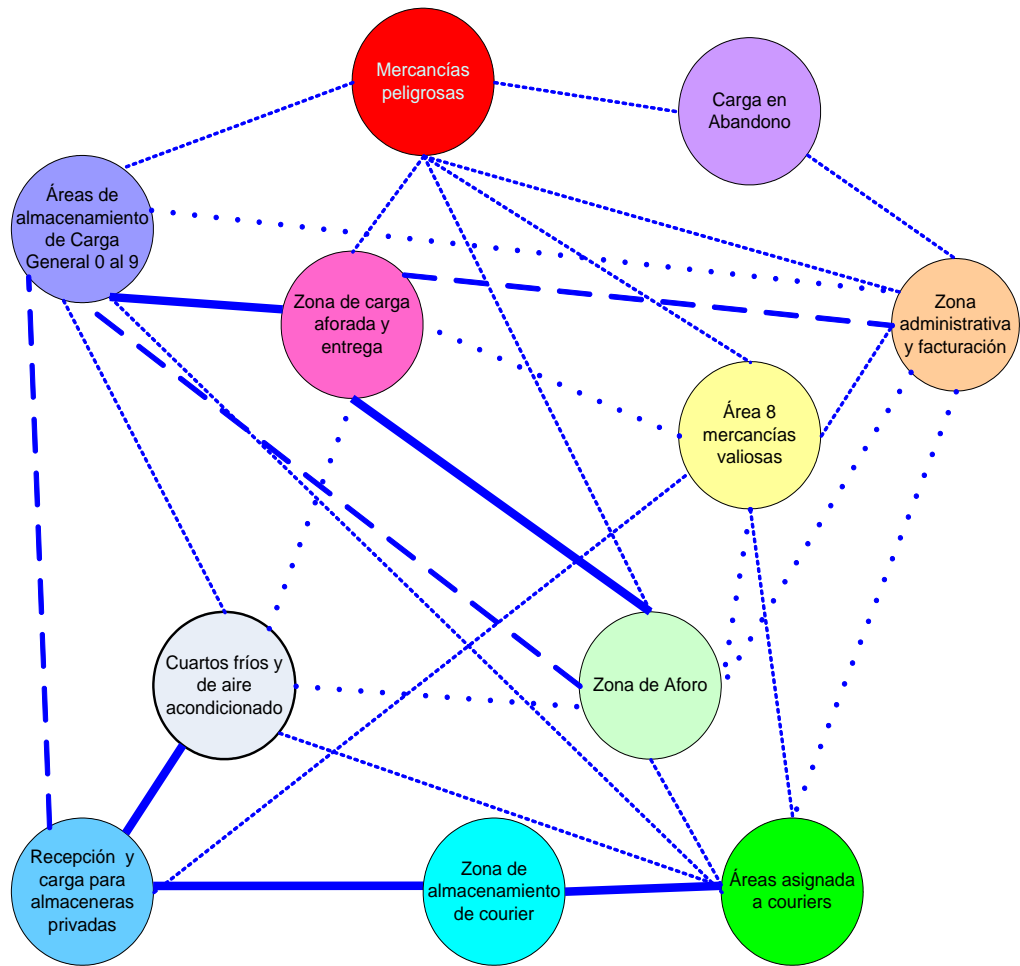 Mercancías
peligrosas
Carga en
Abandono
Áreas de
almacenamiento
de Carga
General 0 al 9
Zona de carga
aforada y
entrega
Zona
administrativa
y facturación
Área 8
mercancías
valiosas
Cuartos fríos y
de aire
acondicionado
Zona de Aforo
Recepción y
carga para
almaceneras
privadas
Zona de
almacenamiento
de courier
Áreas asignada
a couriers